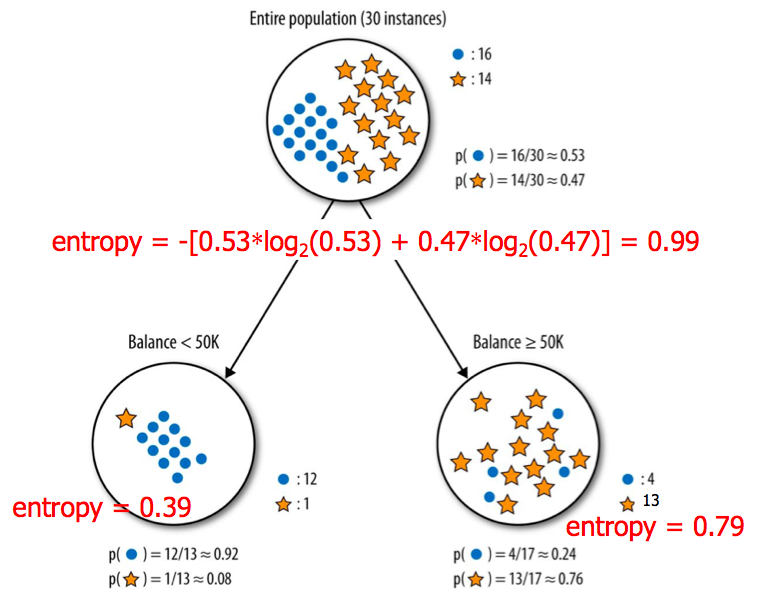 Entire population (30 instances)
: 16
: 14
p( ) = 16/30 ≈ 0.53
p( ) = 14/30 ≈ 0.47
entropy = -[0.53*log₂(0.53) + 0.47*log₂(0.47)] = 0.99
Balance < 50K
Balance ≥ 50K
: 12
: 1
entropy = 0.39
p( ) = 12/13 ≈ 0.92
p( ) = 1/13 ≈ 0.08
: 4
13
entropy = 0.79
p( ) = 4/17 ≈ 0.24
p( ) = 13/17 ≈ 0.76